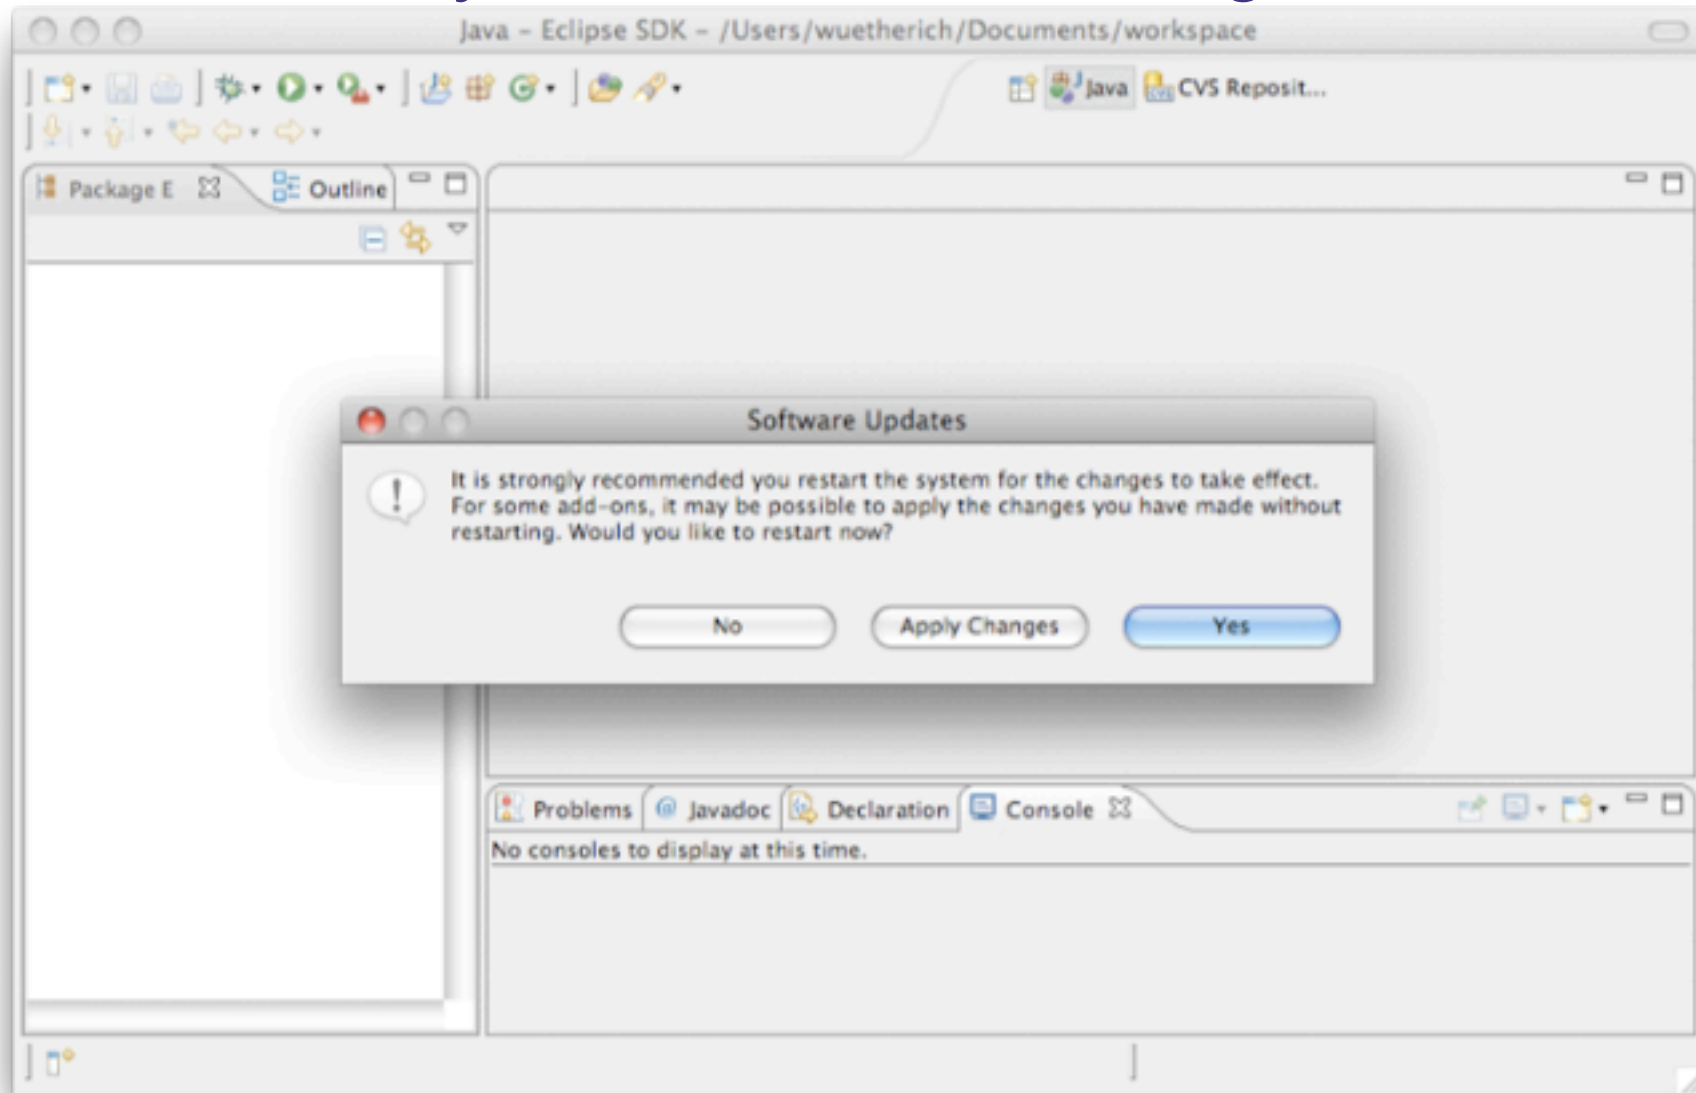 Java – Eclipse SDK – /Users/wuetherich/Documents/workspace
Java CVS Reposit...
Package E Outline
Software Updates
It is strongly recommended you restart the system for the changes to take effect.
For some add-ons, it may be possible to apply the changes you have made without
restarting. Would you like to restart now?
No Apply Changes Yes
Problems @ Javadoc Declaration Console
No consoles to display at this time.